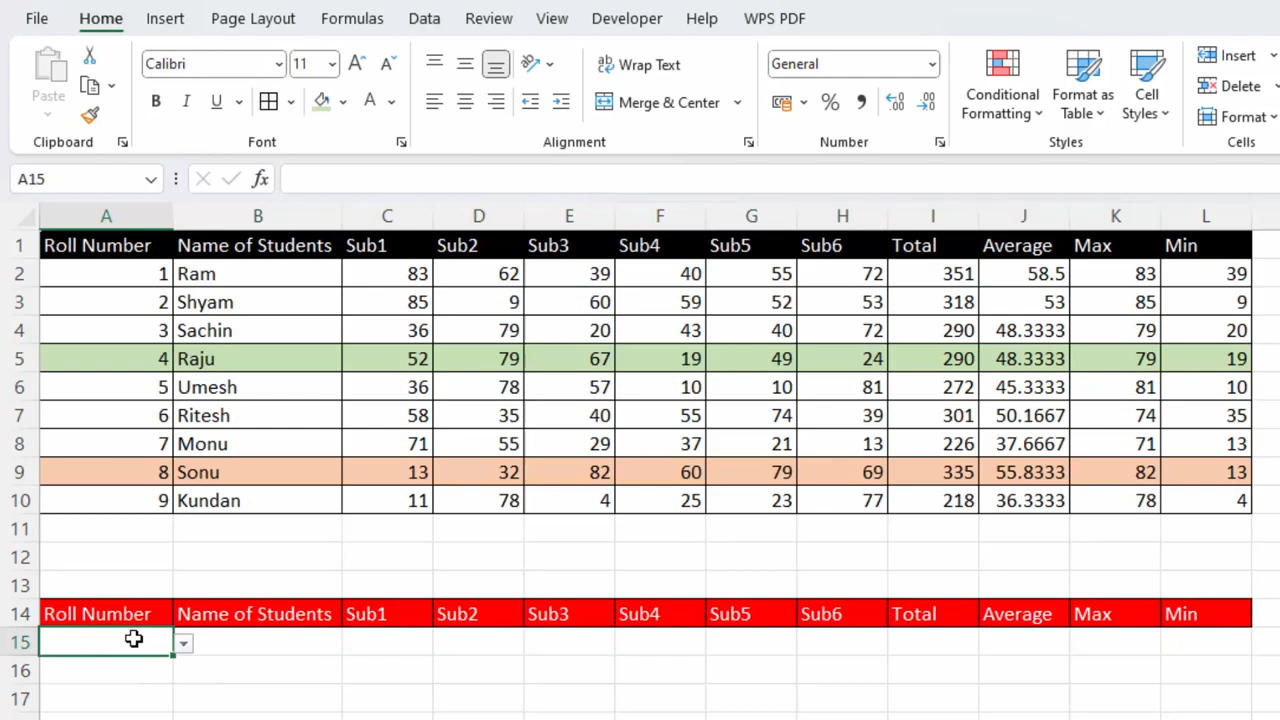 File Home Insert Page Layout Formulas Data Review View Developer Help WPS PDF
Paste
Calibri 11 A A
B I U A
ab Wrap Text
Merge & Center
General
% .00
Conditional Formatting
Format as Table
Cell Styles
Insert
Delete
Format
Clipboard Font Alignment Number Styles Cells
A15 fx
A B C D E F G H I J K L
1 Roll Number Name of Students Sub1 Sub2 Sub3 Sub4 Sub5 Sub6 Total Average Max Min
2 1 Ram 83 62 39 40 55 72 351 58.5 83 39
3 2 Shyam 85 9 60 59 52 53 318 53 85 9
4 3 Sachin 36 79 20 43 40 72 290 48.3333 79 20
5 4 Raju 52 79 67 19 49 24 290 48.3333 79 19
6 5 Umesh 36 78 57 10 10 81 272 45.3333 81 10
7 6 Ritesh 58 35 40 55 74 39 301 50.1667 74 35
8 7 Monu 71 55 29 37 21 13 226 37.6667 71 13
9 8 Sonu 13 32 82 60 79 69 335 55.8333 82 13
10 9 Kundan 11 78 4 25 23 77 218 36.3333 78 4
11
12
13
14 Roll Number Name of Students Sub1 Sub2 Sub3 Sub4 Sub5 Sub6 Total Average Max Min
15
16
17